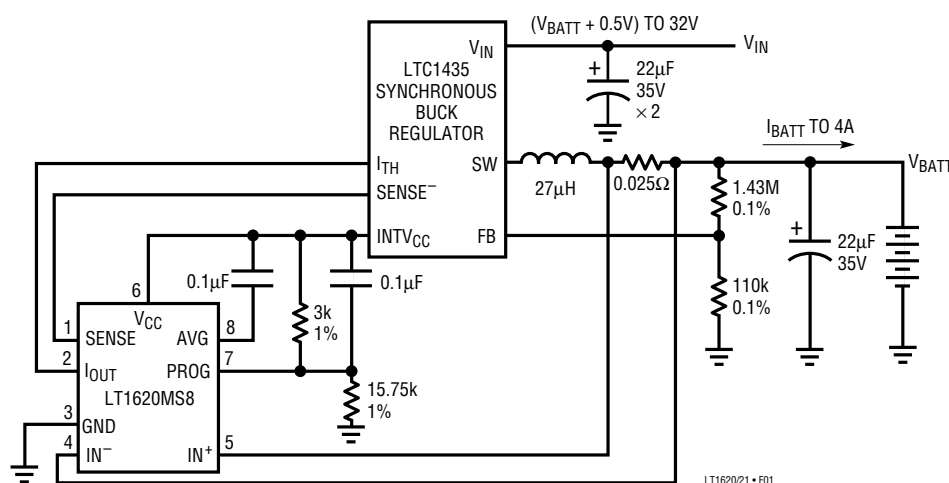 (VBATT + 0.5V) TO 32V
VIN
VIN
LTC1435
SYNCHRONOUS
BUCK
REGULATOR
+
22µF
35V
× 2
IBATT TO 4A
VBATT
ITH
SW
27µH
0.025Ω
SENSE−
1.43M
0.1%
INTVCC
FB
+
22µF
35V
0.1µF
0.1µF
110k
0.1%
3k
1%
6
VCC
1
SENSE
AVG
8
2
IOUT
PROG
7
LT1620MS8
15.75k
1%
3
GND
4
IN−
IN+
5
LT1620/21 • F01